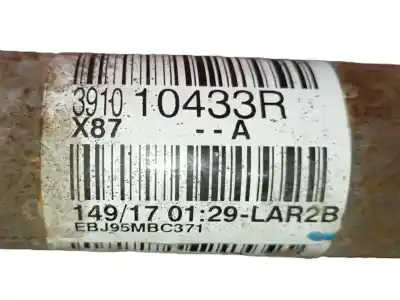 3910 10433R
X87 --A
149/17 01:29-LAR2B
EBJ95MBC371